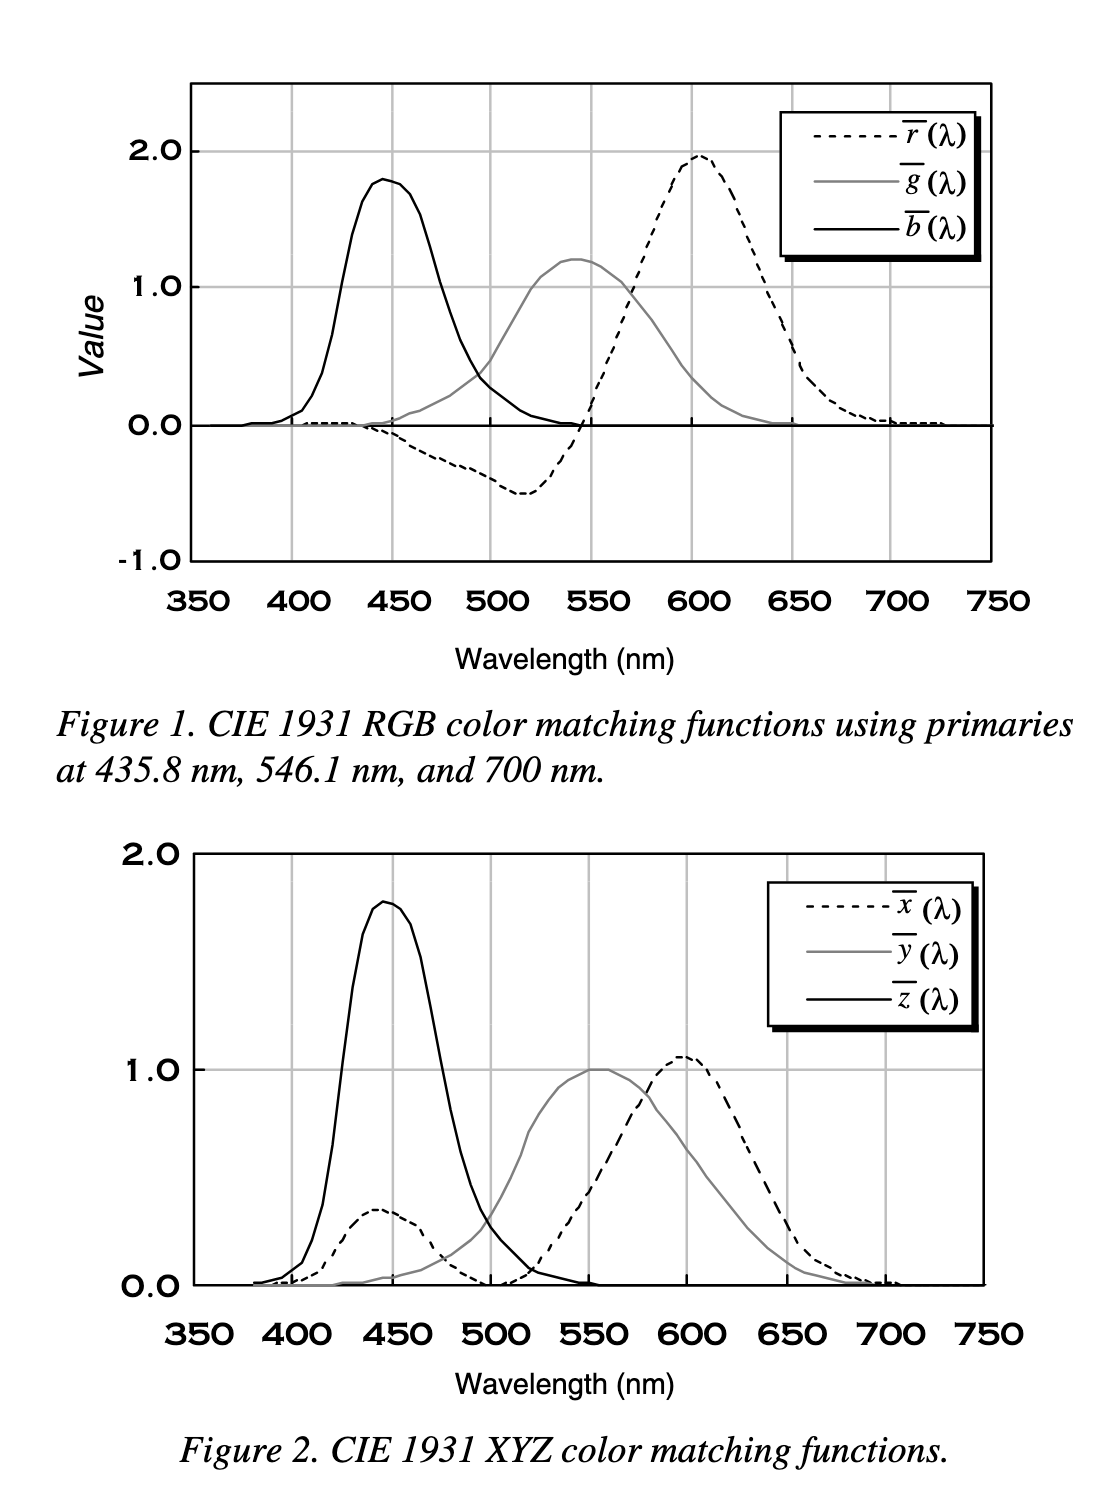 2.0
1.0
0.0
-1.0
Value
r̅ (λ)
g̅ (λ)
b̅ (λ)
350 400 450 500 550 600 650 700 750
Wavelength (nm)
Figure 1. CIE 1931 RGB color matching functions using primaries
at 435.8 nm, 546.1 nm, and 700 nm.
2.0
1.0
0.0
x̅ (λ)
y̅ (λ)
z̅ (λ)
350 400 450 500 550 600 650 700 750
Wavelength (nm)
Figure 2. CIE 1931 XYZ color matching functions.